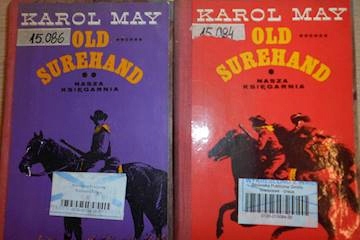 KAROL MAY
15.086
OLD
SUREHAND
NASZA
KSIĘGARNIA
KAROL MAY
15.084
OLD
SUREHAND
NASZA
KSIĘGARNIA